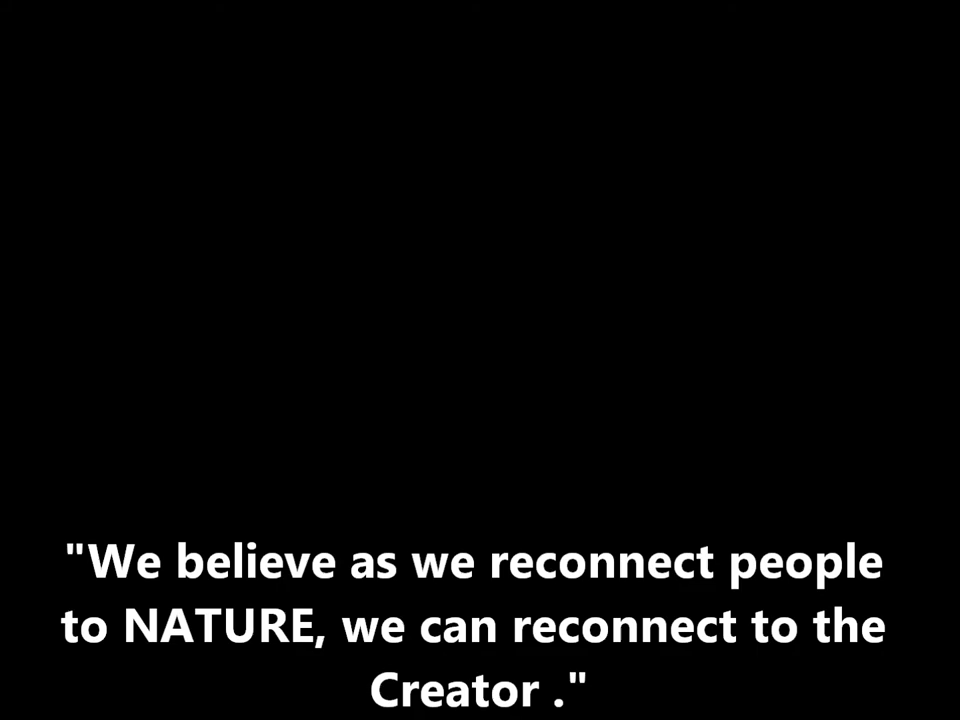 "We believe as we reconnect people
to NATURE, we can reconnect to the
Creator ."